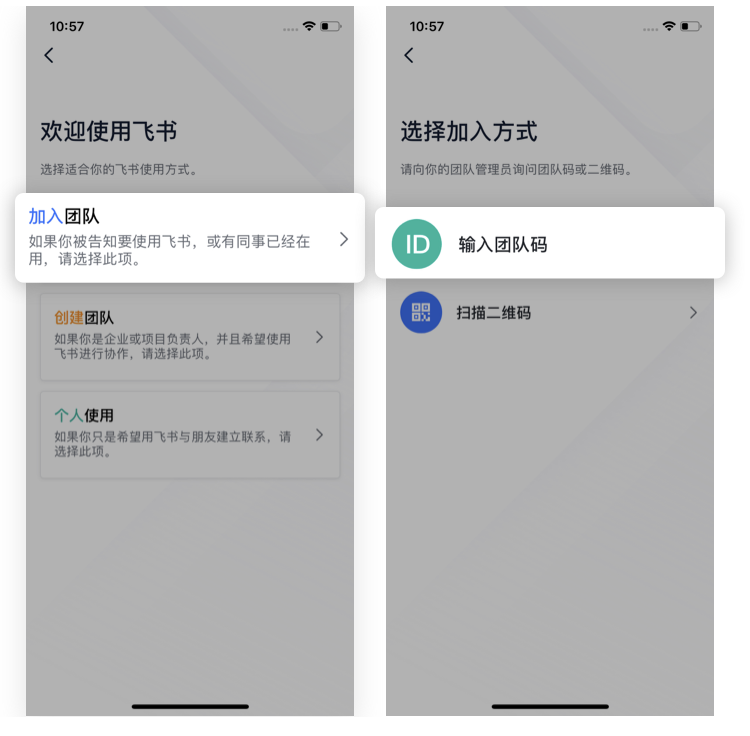 10:57
欢迎使用飞书
选择适合你的飞书使用方式。
加入团队
如果你被告知要使用飞书，或有同事已经在
用，请选择此项。
创建团队
如果你是企业或项目负责人，并且希望使用
飞书进行协作，请选择此项。
个人使用
如果你只是希望用飞书与朋友建立联系，请
选择此项。
10:57
选择加入方式
请向你的团队管理员询问团队码或二维码。
ID 输入团队码
扫描二维码